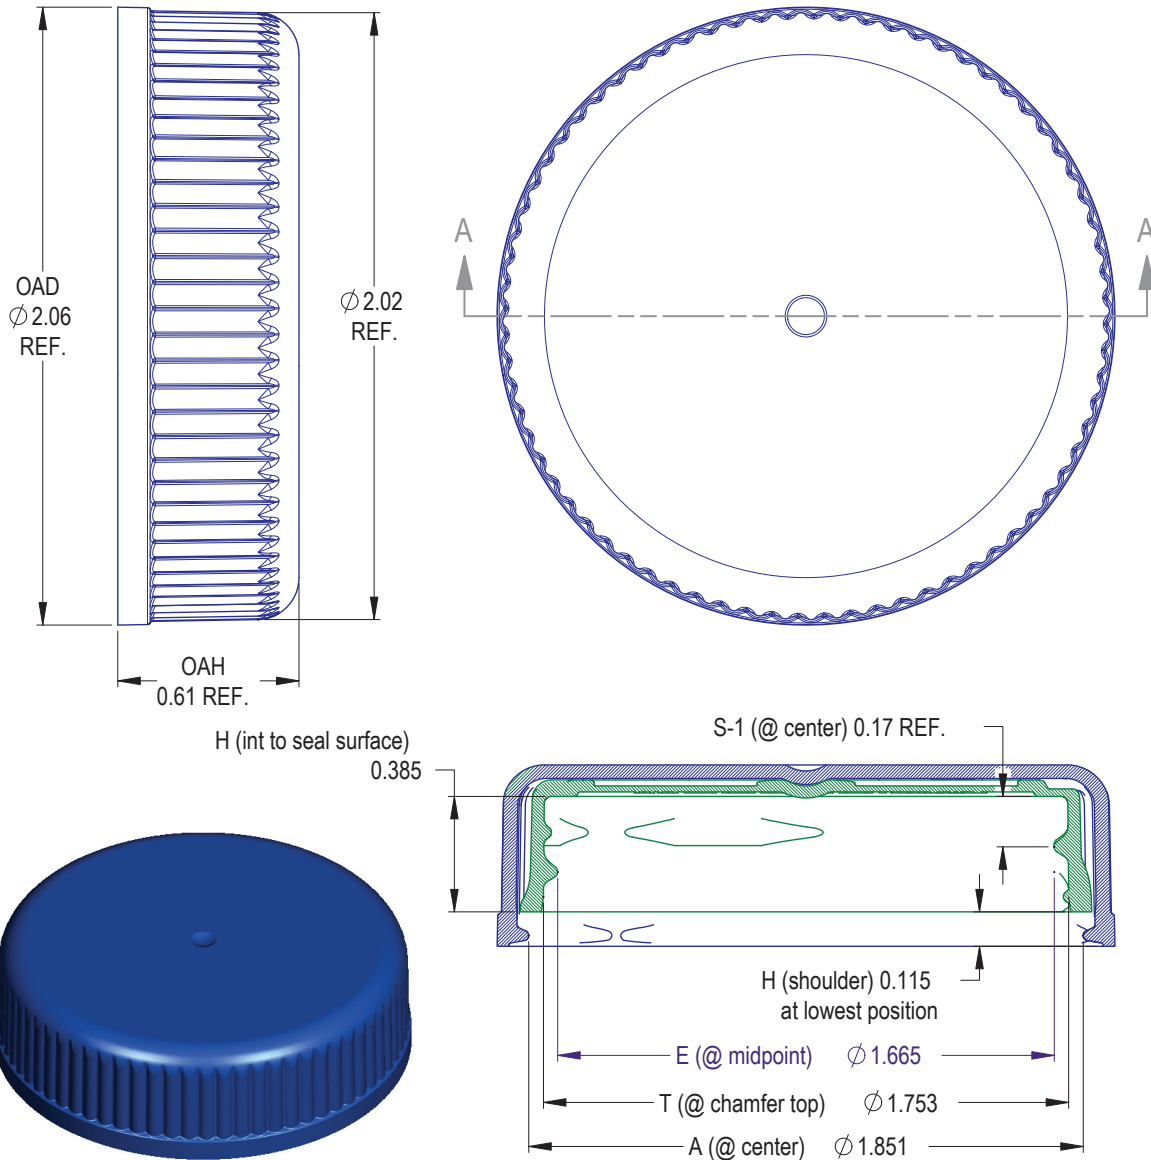 OAD
∅2.06
REF.
∅2.02
REF.
A
A
OAH
0.61 REF.
H (int to seal surface)
0.385
S-1 (@ center) 0.17 REF.
H (shoulder) 0.115
at lowest position
E (@ midpoint) ∅1.665
T (@ chamfer top) ∅1.753
A (@ center) ∅1.851